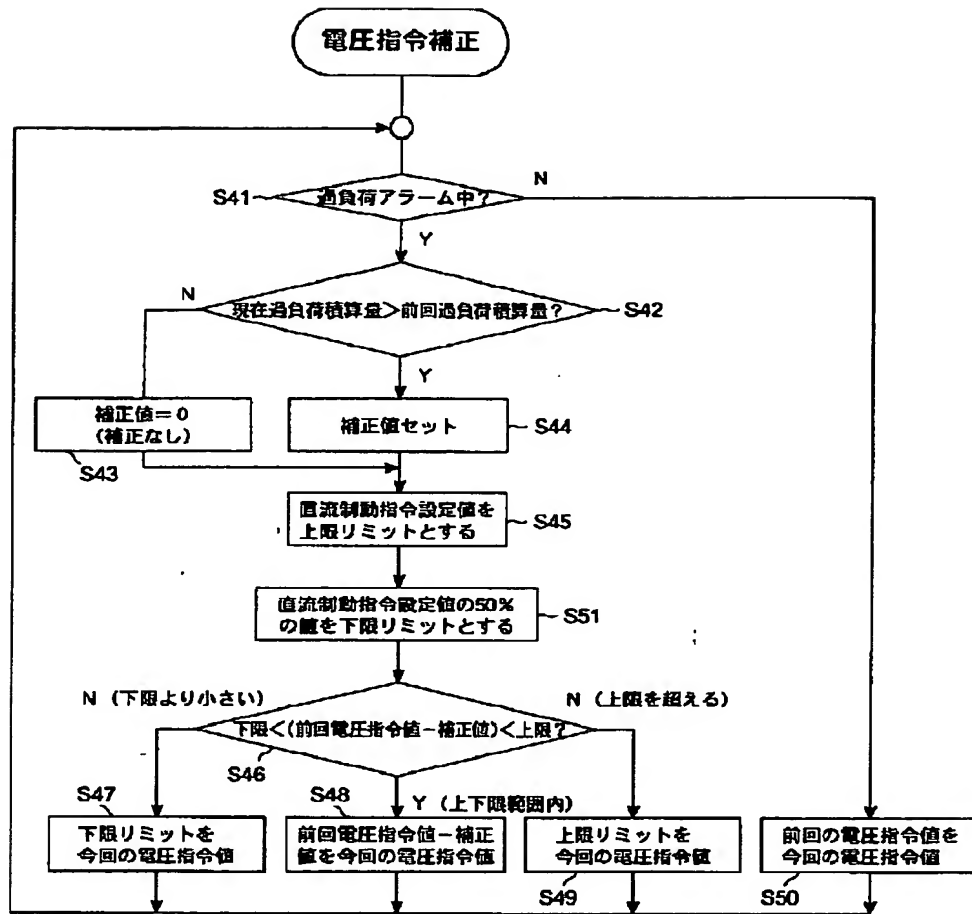 電圧指令補正
S41
過負荷アラーム中？
N
Y
N
現在過負荷積算量＞前回過負荷積算量？
S42
Y
補正値＝0
(補正なし)
S43
補正値セット
S44
直流制動指令設定値を
上限リミットとする
S45
直流制動指令設定値の50%
の値を下限リミットとする
S51
N (下限より小さい)
N (上限を超える)
下限＜(前回電圧指令値－補正値)＜上限？
S46
Y (上下限範囲内)
S47
下限リミットを
今回の電圧指令値
S48
前回電圧指令値－補正
値を今回の電圧指令値
上限リミットを
今回の電圧指令値
S49
前回の電圧指令値を
今回の電圧指令値
S50